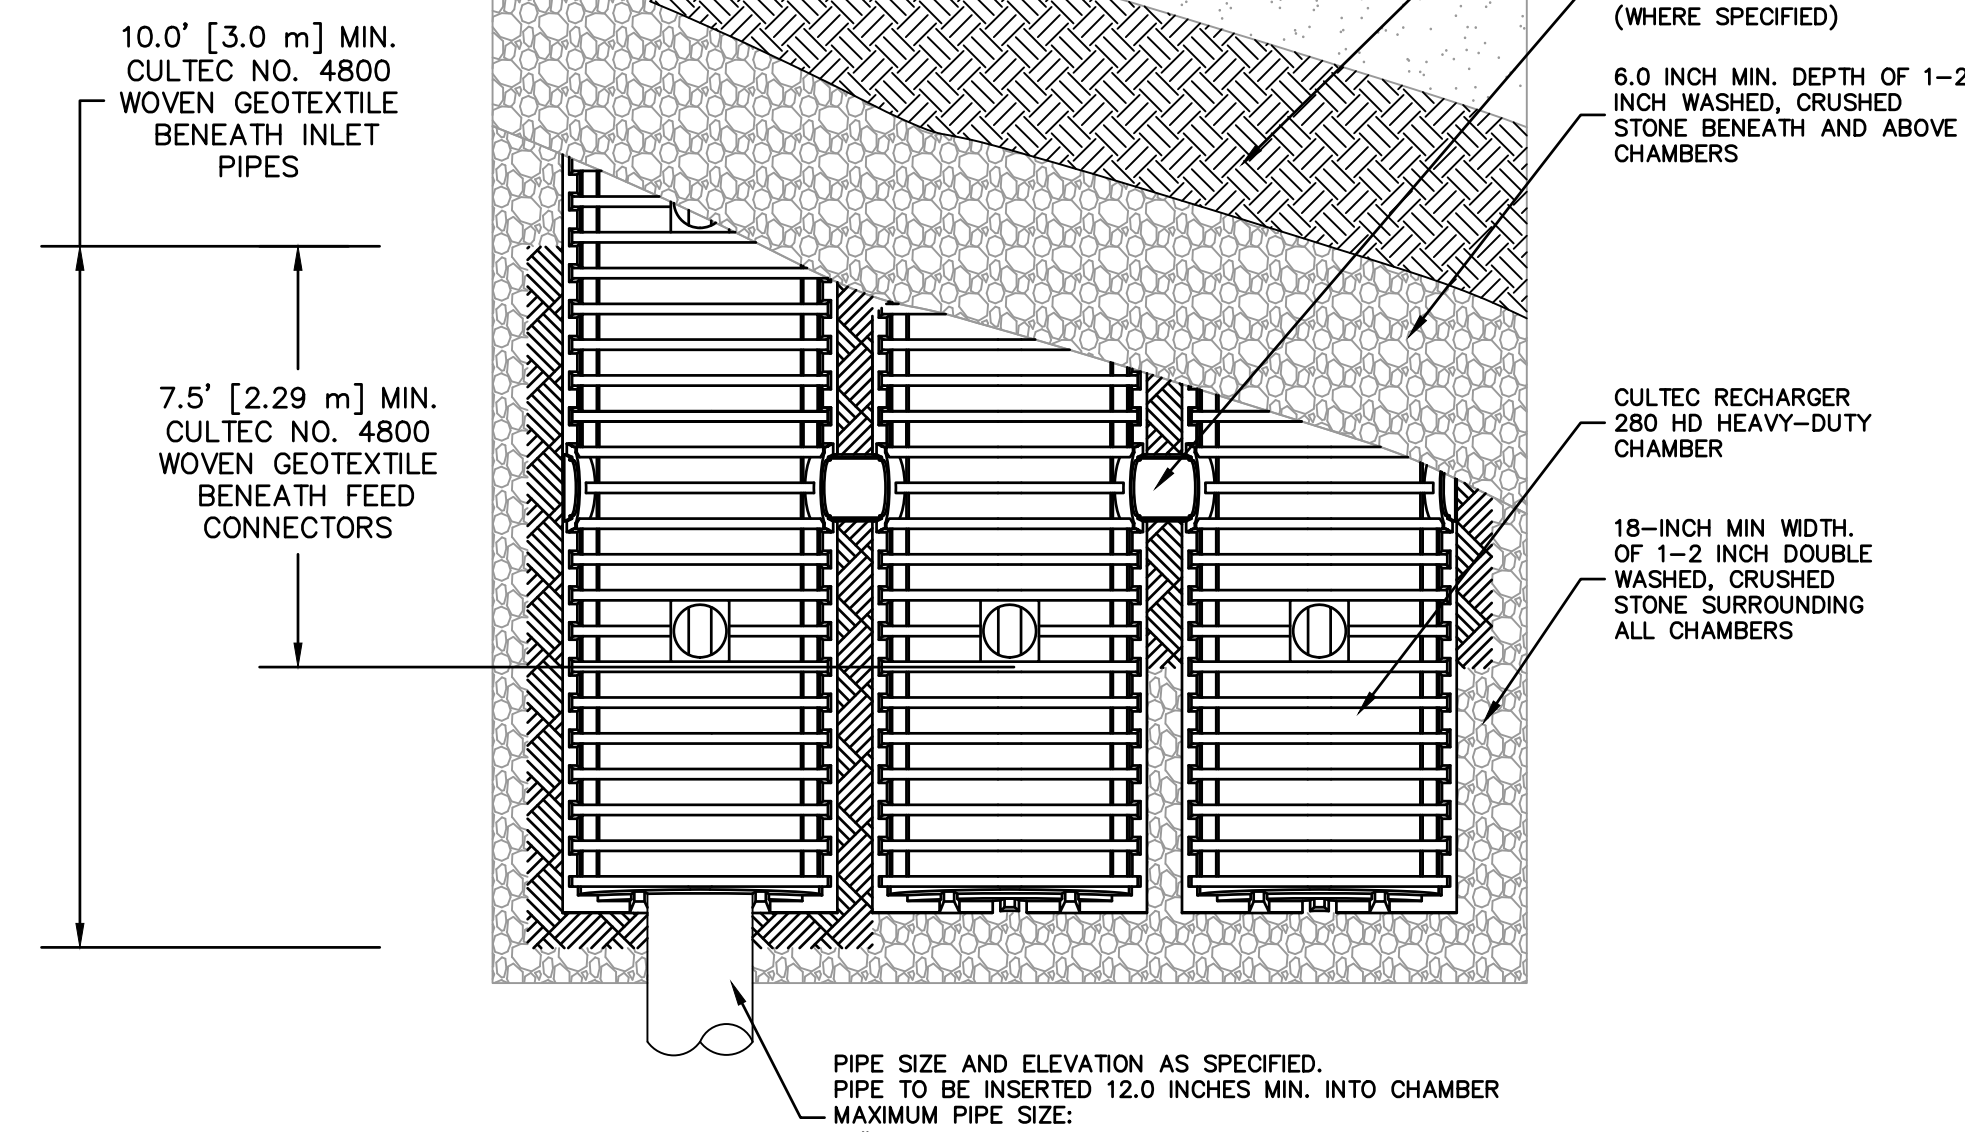 10.0' [3.0 m] MIN.
CULTEC NO. 4800
WOVEN GEOTEXTILE
BENEATH INLET
PIPES
7.5' [2.29 m] MIN.
CULTEC NO. 4800
WOVEN GEOTEXTILE
BENEATH FEED
CONNECTORS
(WHERE SPECIFIED)
6.0 INCH MIN. DEPTH OF 1-2
INCH WASHED, CRUSHED
STONE BENEATH AND ABOVE
CHAMBERS
CULTEC RECHARGER
280 HD HEAVY-DUTY
CHAMBER
18-INCH MIN WIDTH.
OF 1-2 INCH DOUBLE
WASHED, CRUSHED
STONE SURROUNDING
ALL CHAMBERS
PIPE SIZE AND ELEVATION AS SPECIFIED.
PIPE TO BE INSERTED 12.0 INCHES MIN. INTO CHAMBER
MAXIMUM PIPE SIZE: